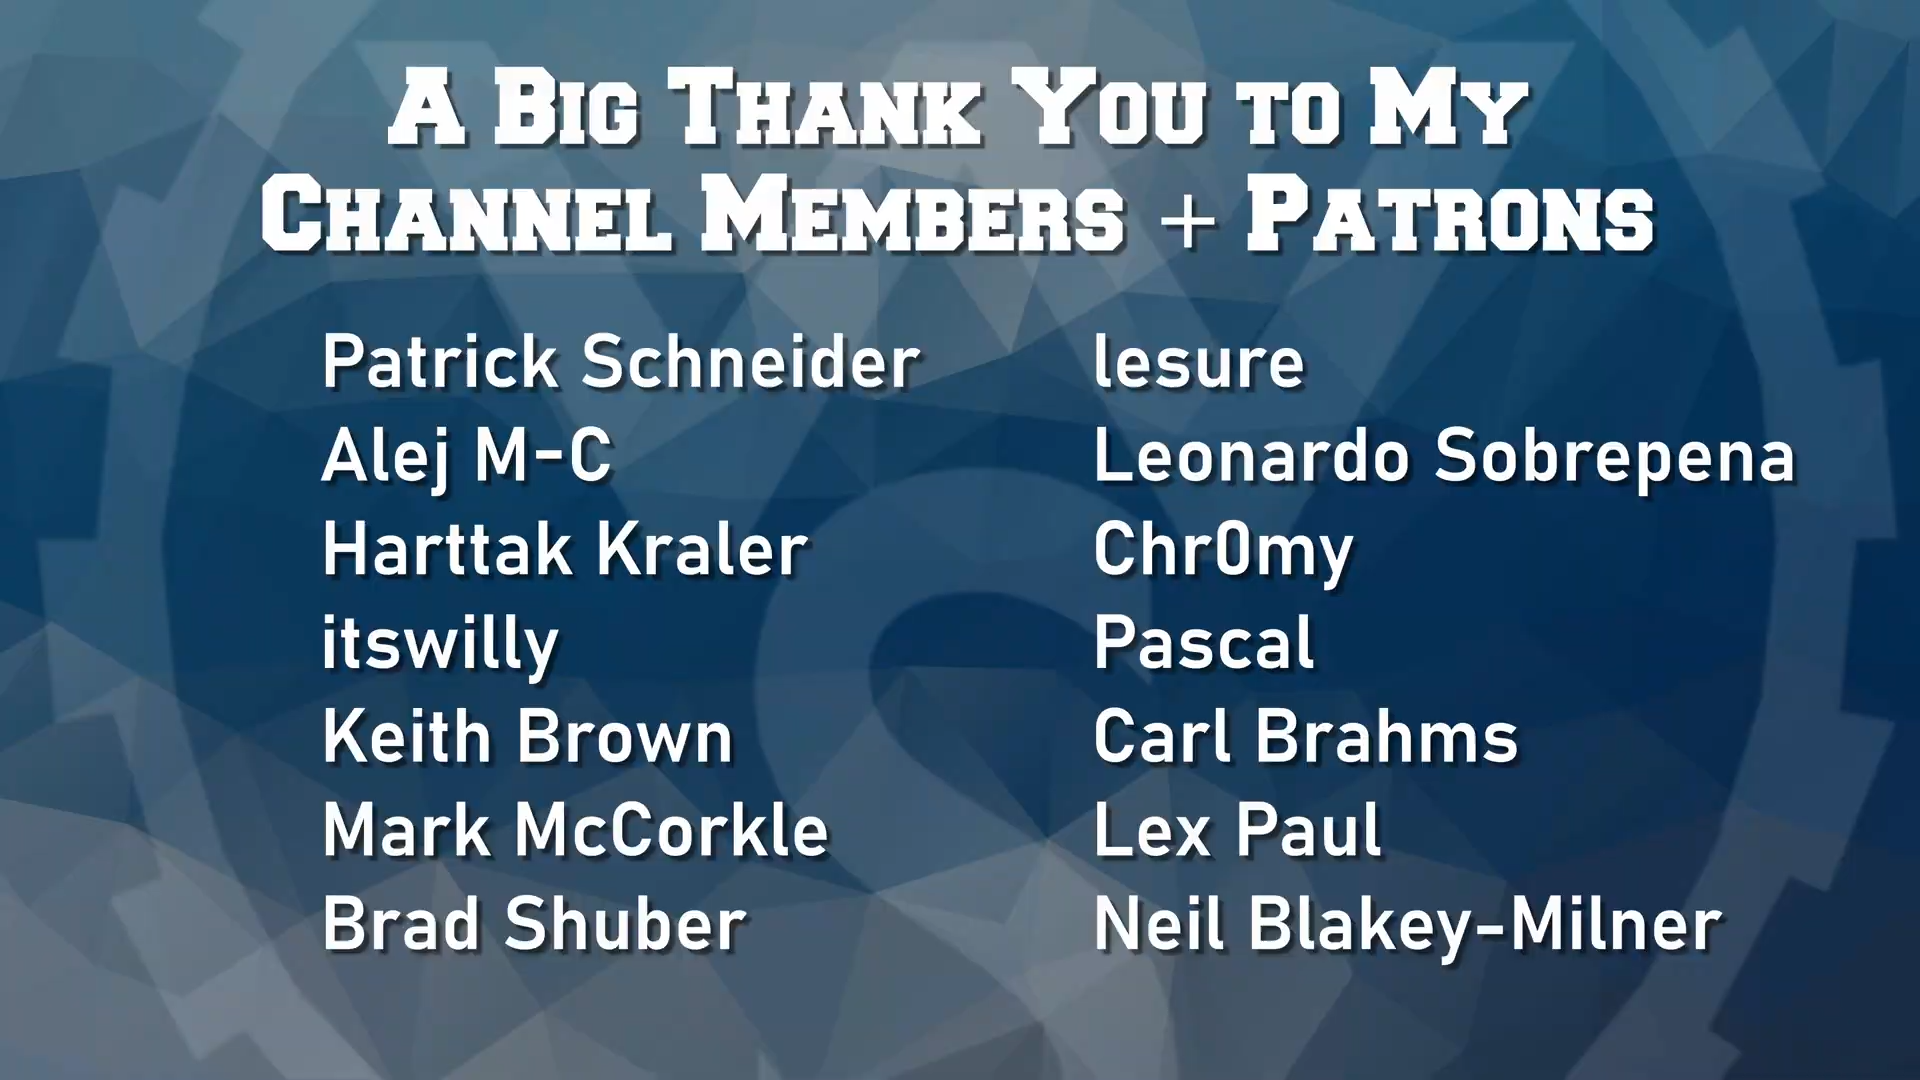 A Big Thank You to My
Channel Members + Patrons
Patrick Schneider
Alej M-C
Harttak Kraler
itswilly
Keith Brown
Mark McCorkle
Brad Shuber
lesure
Leonardo Sobrepena
Chr0my
Pascal
Carl Brahms
Lex Paul
Neil Blakey-Milner